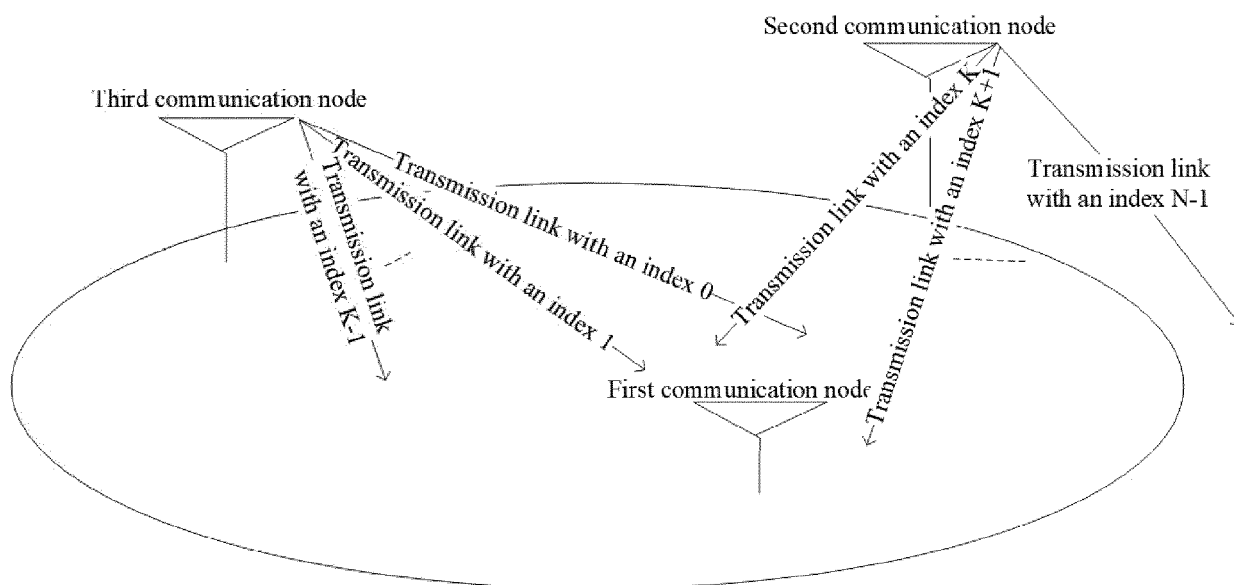 Second communication node
Third communication node
Transmission link
with an index K-1
Transmission link with an index 1
Transmission link with an index 0
Transmission link with an index K
Transmission link with an index K+1
Transmission link
with an index N-1
First communication node